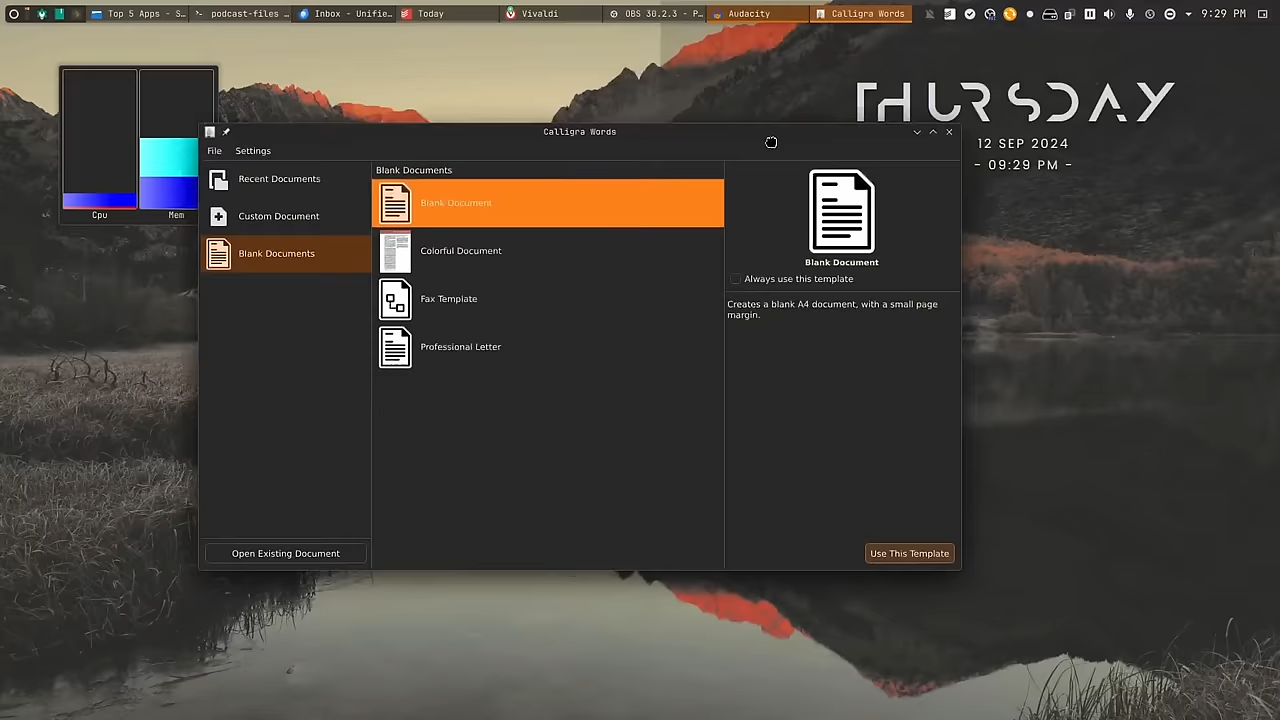 Top 5 Apps - S...
podcast-files ...
Inbox - Unifie...
Today
Vivaldi
OBS 30.2.3 - P...
Audacity
Calligra Words
9:29 PM
THURSDAY
12 SEP 2024
- 09:29 PM -
Cpu
Mem
Calligra Words
File
Settings
Recent Documents
Custom Document
Blank Documents
Open Existing Document
Blank Documents
Blank Document
Colorful Document
Fax Template
Professional Letter
Blank Document
Always use this template
Creates a blank A4 document, with a small page
margin.
Use This Template